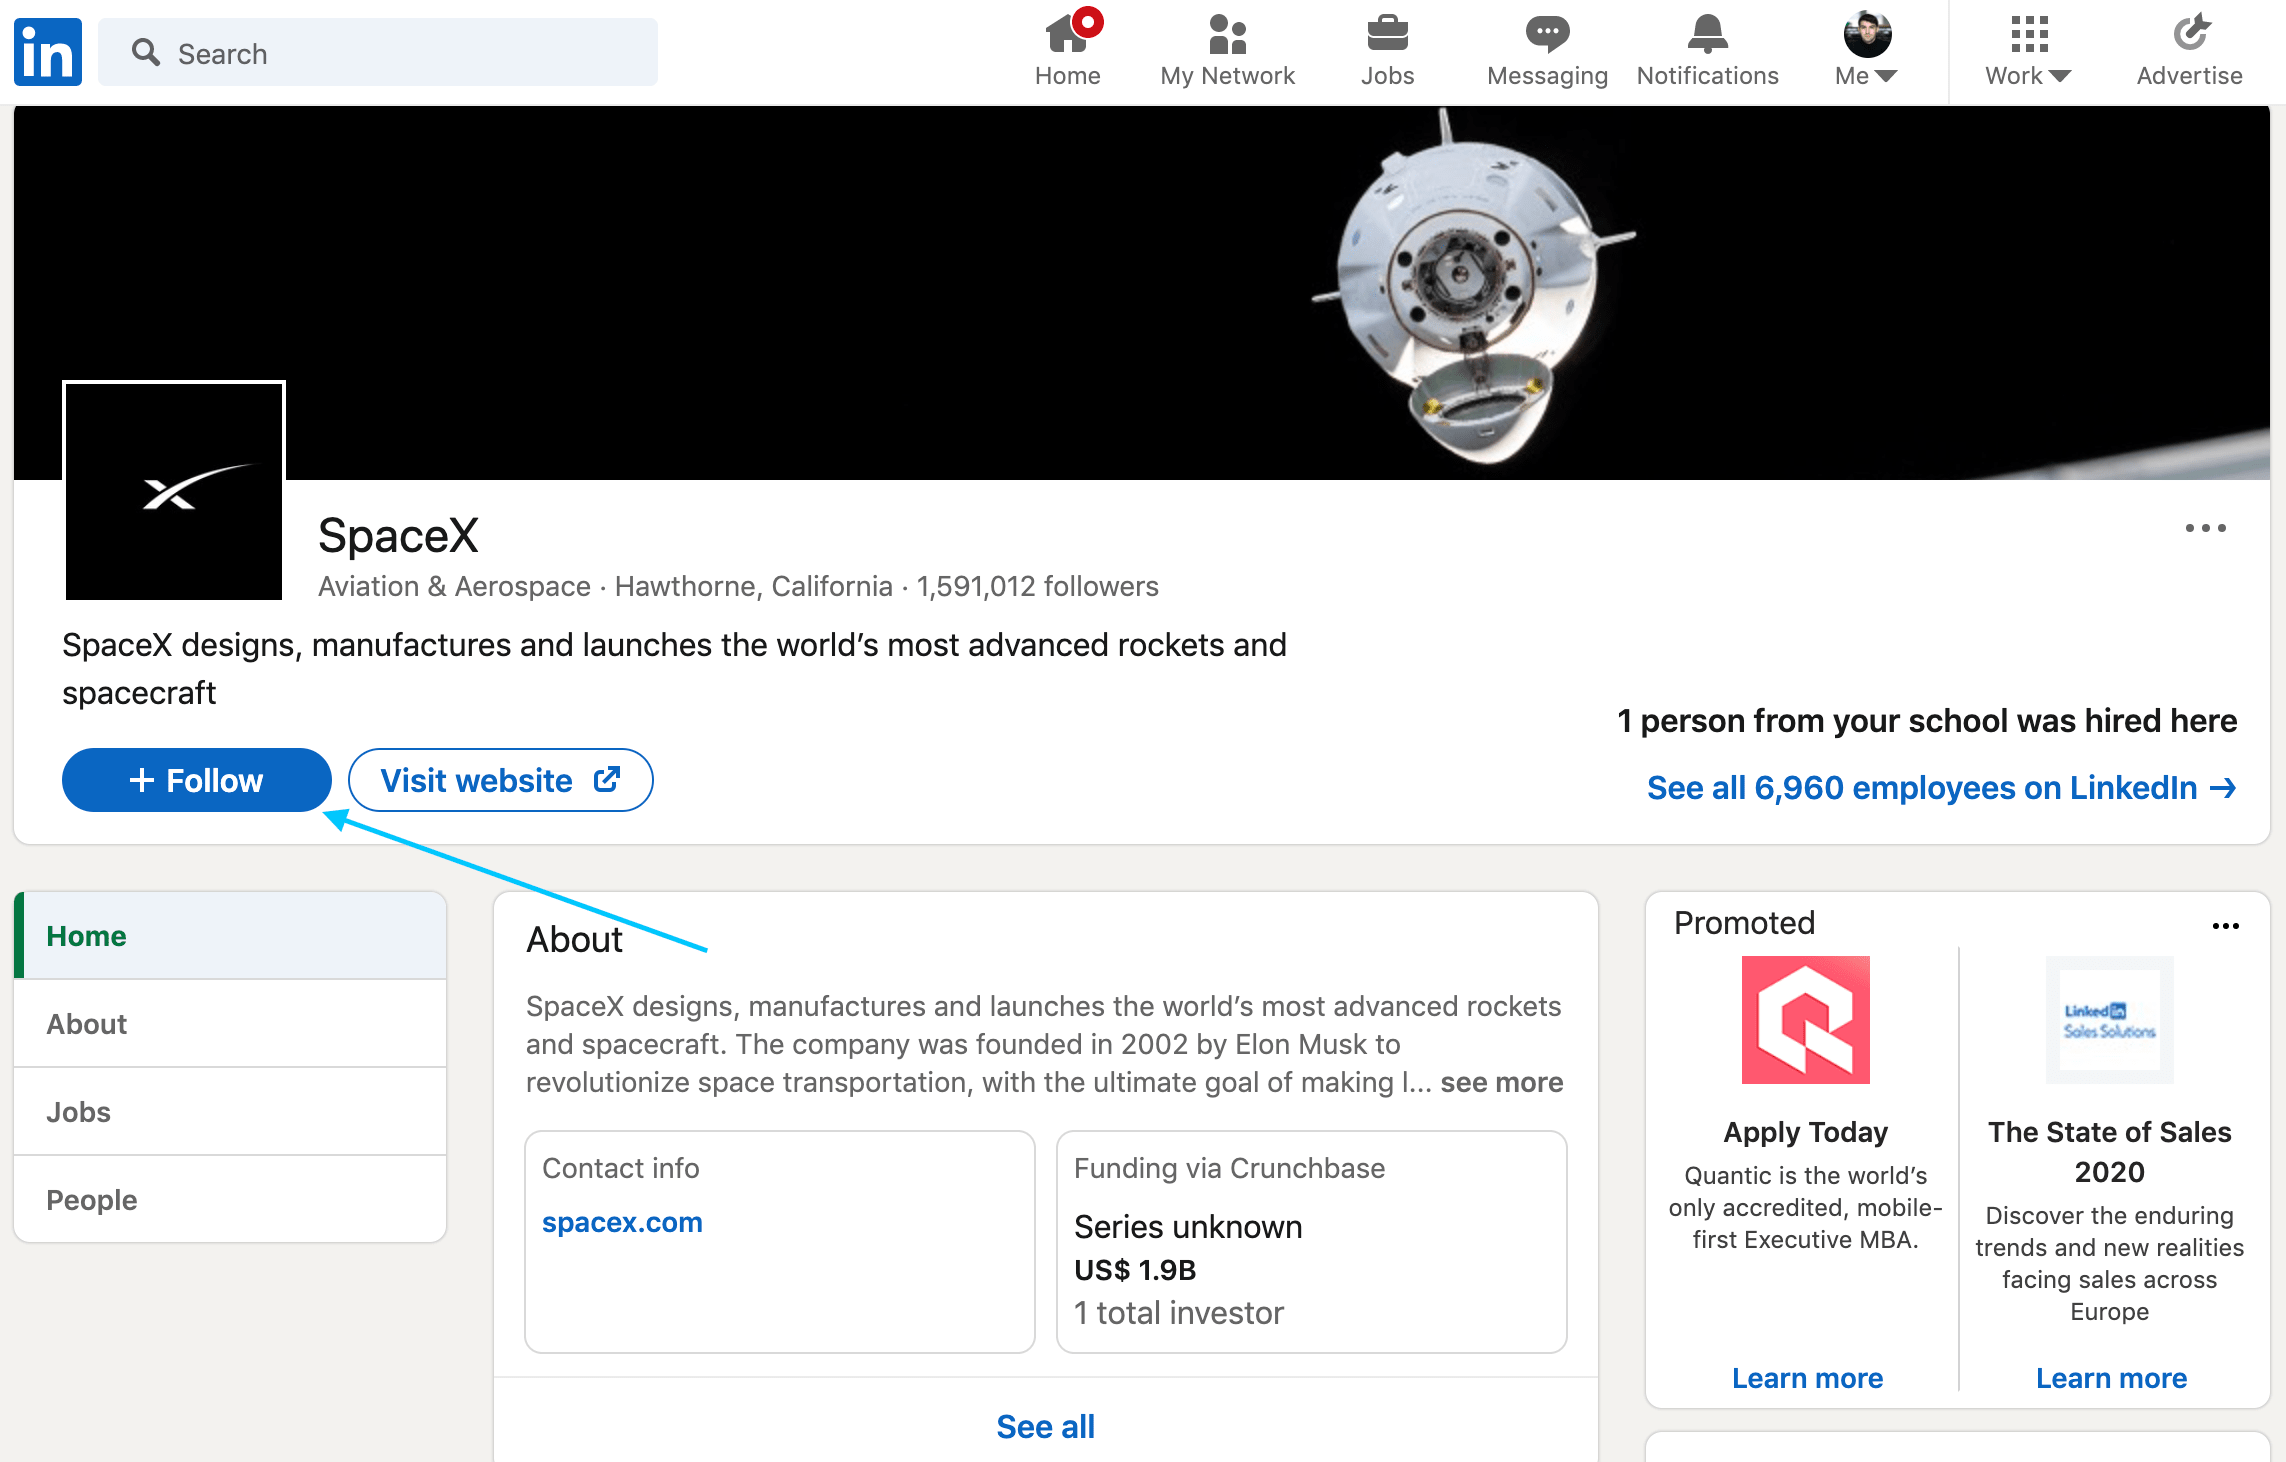 in
Search
Home
My Network
Jobs
Messaging
Notifications
Me
Work
Advertise
SpaceX
Aviation & Aerospace · Hawthorne, California · 1,591,012 followers
SpaceX designs, manufactures and launches the world’s most advanced rockets and
spacecraft
1 person from your school was hired here
+ Follow
Visit website
See all 6,960 employees on LinkedIn →
Home
About
Jobs
People
About
SpaceX designs, manufactures and launches the world’s most advanced rockets
and spacecraft. The company was founded in 2002 by Elon Musk to
revolutionize space transportation, with the ultimate goal of making l... see more
Contact info
spacex.com
Funding via Crunchbase
Series unknown
US$ 1.9B
1 total investor
See all
Promoted
Apply Today
Quantic is the world’s
only accredited, mobile-
first Executive MBA.
Learn more
Linked in
Sales Solutions
The State of Sales
2020
Discover the enduring
trends and new realities
facing sales across
Europe
Learn more